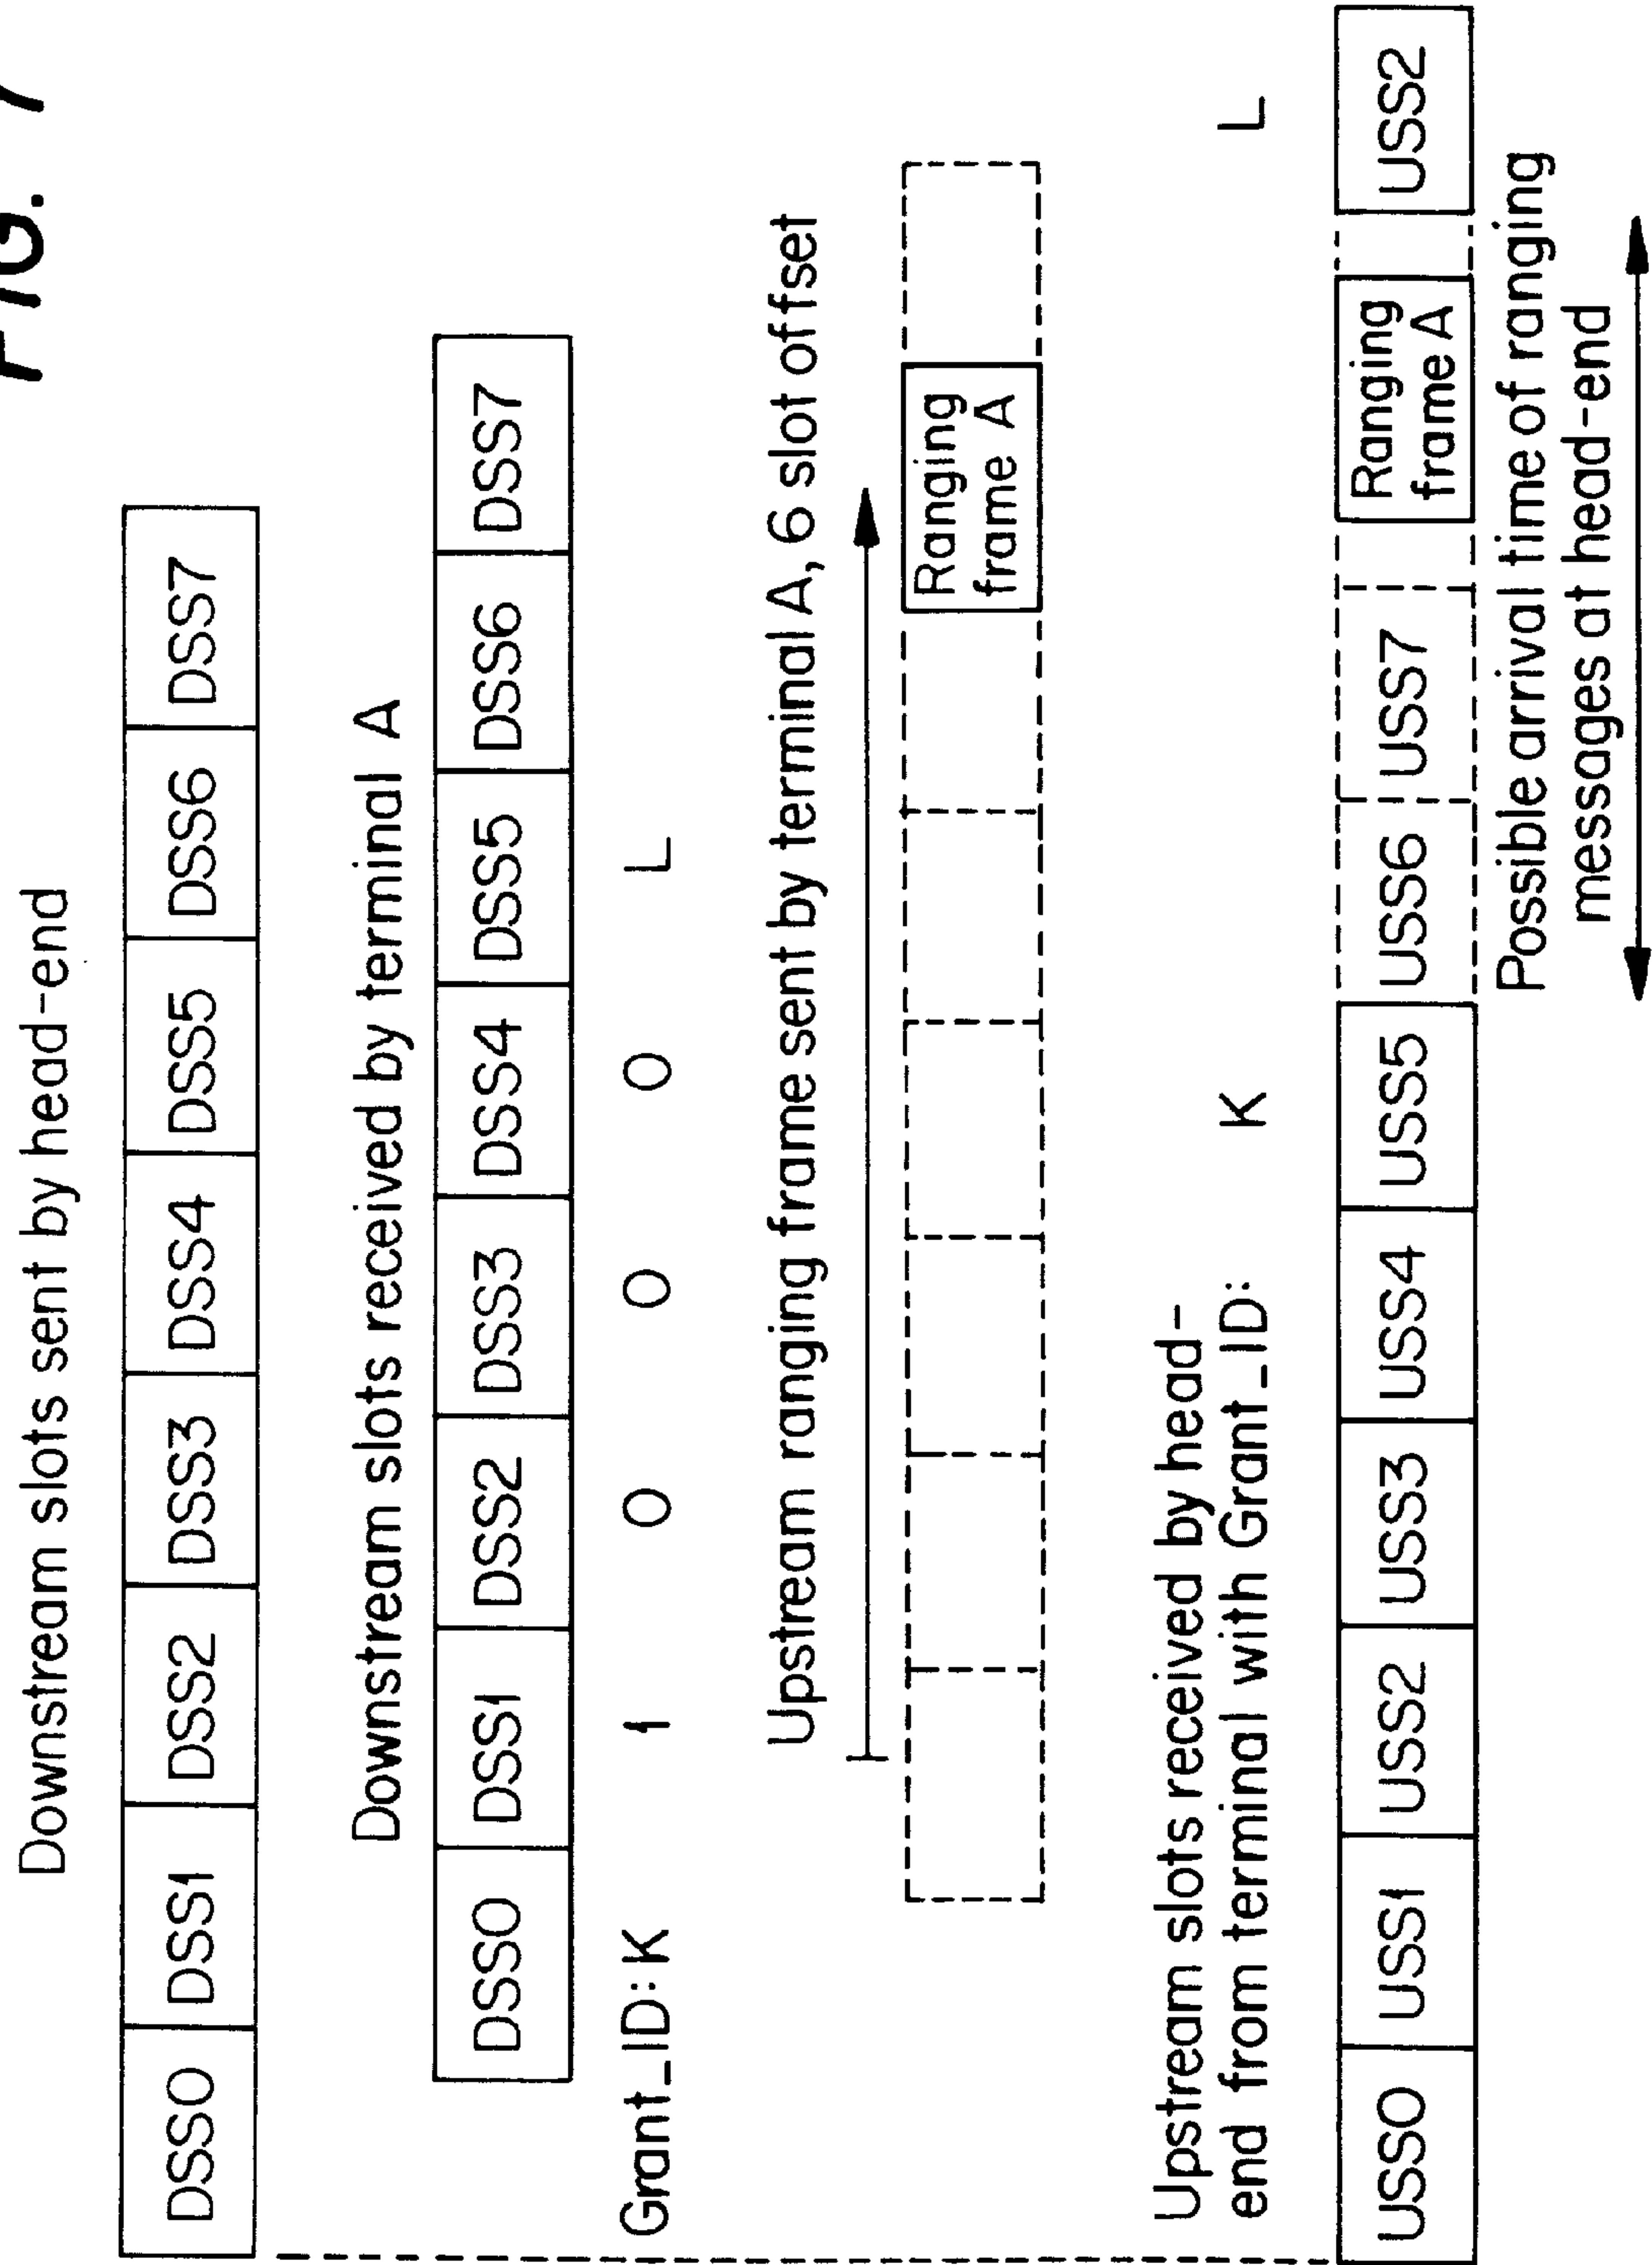 FIG. 7
Downstream slots sent by head-end
DSS0 DSS1 DSS2 DSS3 DSS4 DSS5 DSS6 DSS7
Downstream slots received by terminal A
DSS0 DSS1 DSS2 DSS3 DSS4 DSS5 DSS6 DSS7
Grant_ID: K 1 0 0 0 L
Upstream ranging frame sent by terminal A, 6 slot offset
Ranging
frame A
Upstream slots received by head-
end from terminal with Grant_ID: K L
USS0 USS1 USS2 USS3 USS4 USS5 USS6 USS7 Ranging frame A USS2
Possible arrival time of ranging
messages at head-end